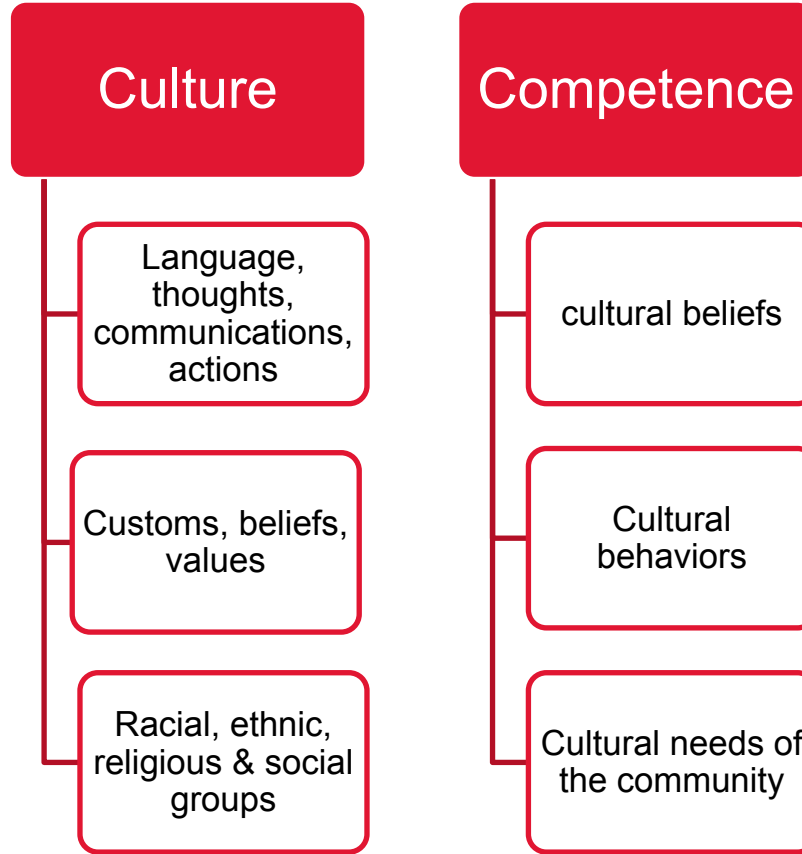 Culture
Language,
thoughts,
communications,
actions
Customs, beliefs,
values
Racial, ethnic,
religious & social
groups
Competence
cultural beliefs
Cultural
behaviors
Cultural needs of
the community